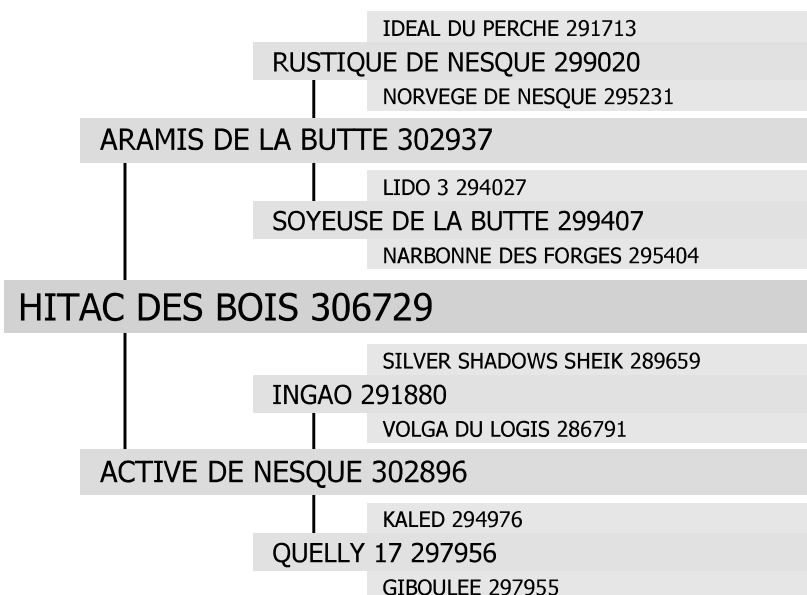 IDEAL DU PERCHE 291713
RUSTIQUE DE NESQUE 299020
NORVEGE DE NESQUE 295231
ARAMIS DE LA BUTTE 302937
LIDO 3 294027
SOYEUSE DE LA BUTTE 299407
NARBONNE DES FORGES 295404
HITAC DES BOIS 306729
SILVER SHADOWS SHEIK 289659
INGAO 291880
VOLGA DU LOGIS 286791
ACTIVE DE NESQUE 302896
KALED 294976
QUELLY 17 297956
GIBOULEE 297955